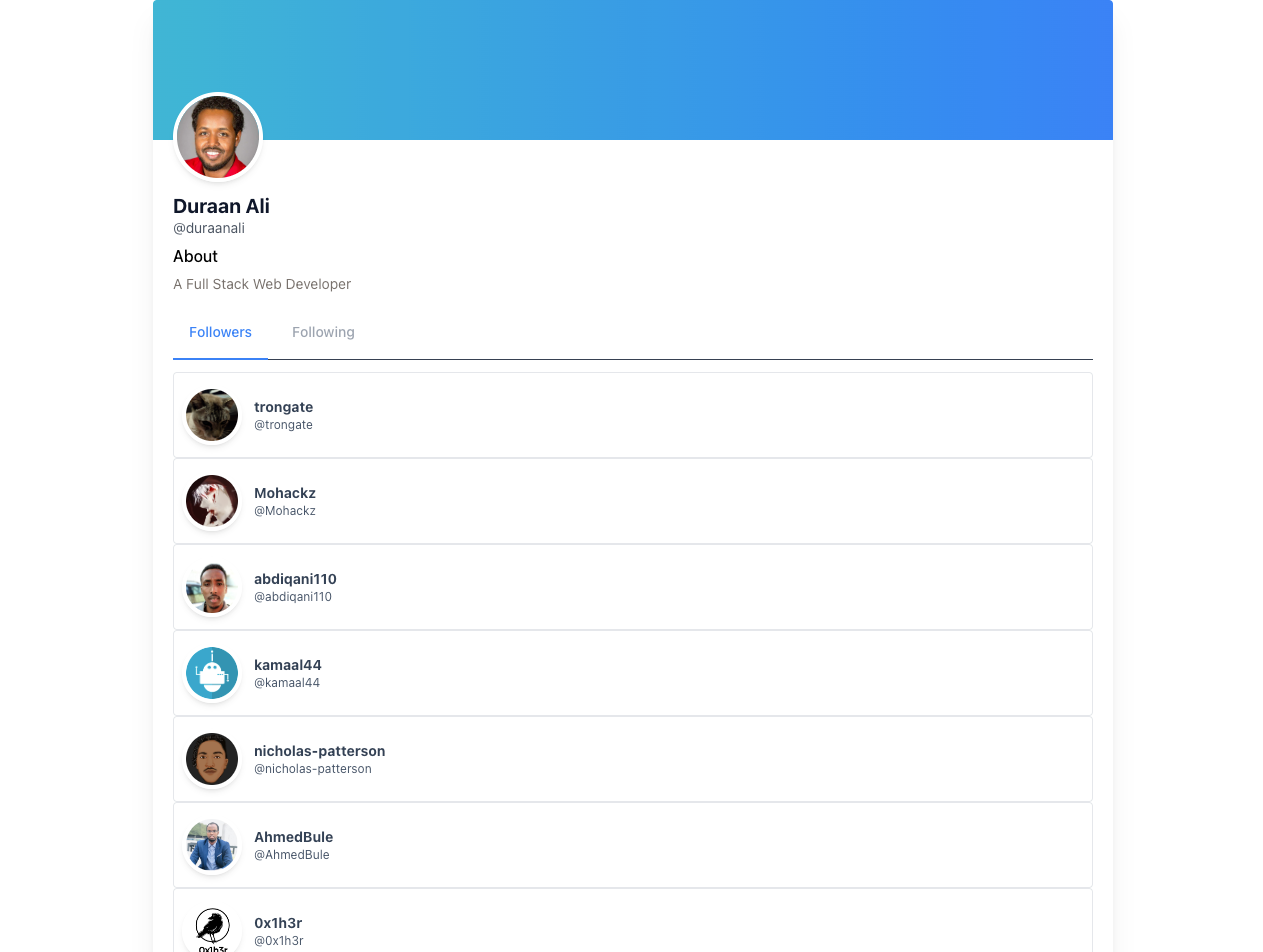 Duraan Ali
@duraanali
About
A Full Stack Web Developer
Followers Following
trongate
@trongate
Mohackz
@Mohackz
abdiqani110
@abdiqani110
kamaal44
@kamaal44
nicholas-patterson
@nicholas-patterson
AhmedBule
@AhmedBule
0x1h3r
@0x1h3r
0x1h3r